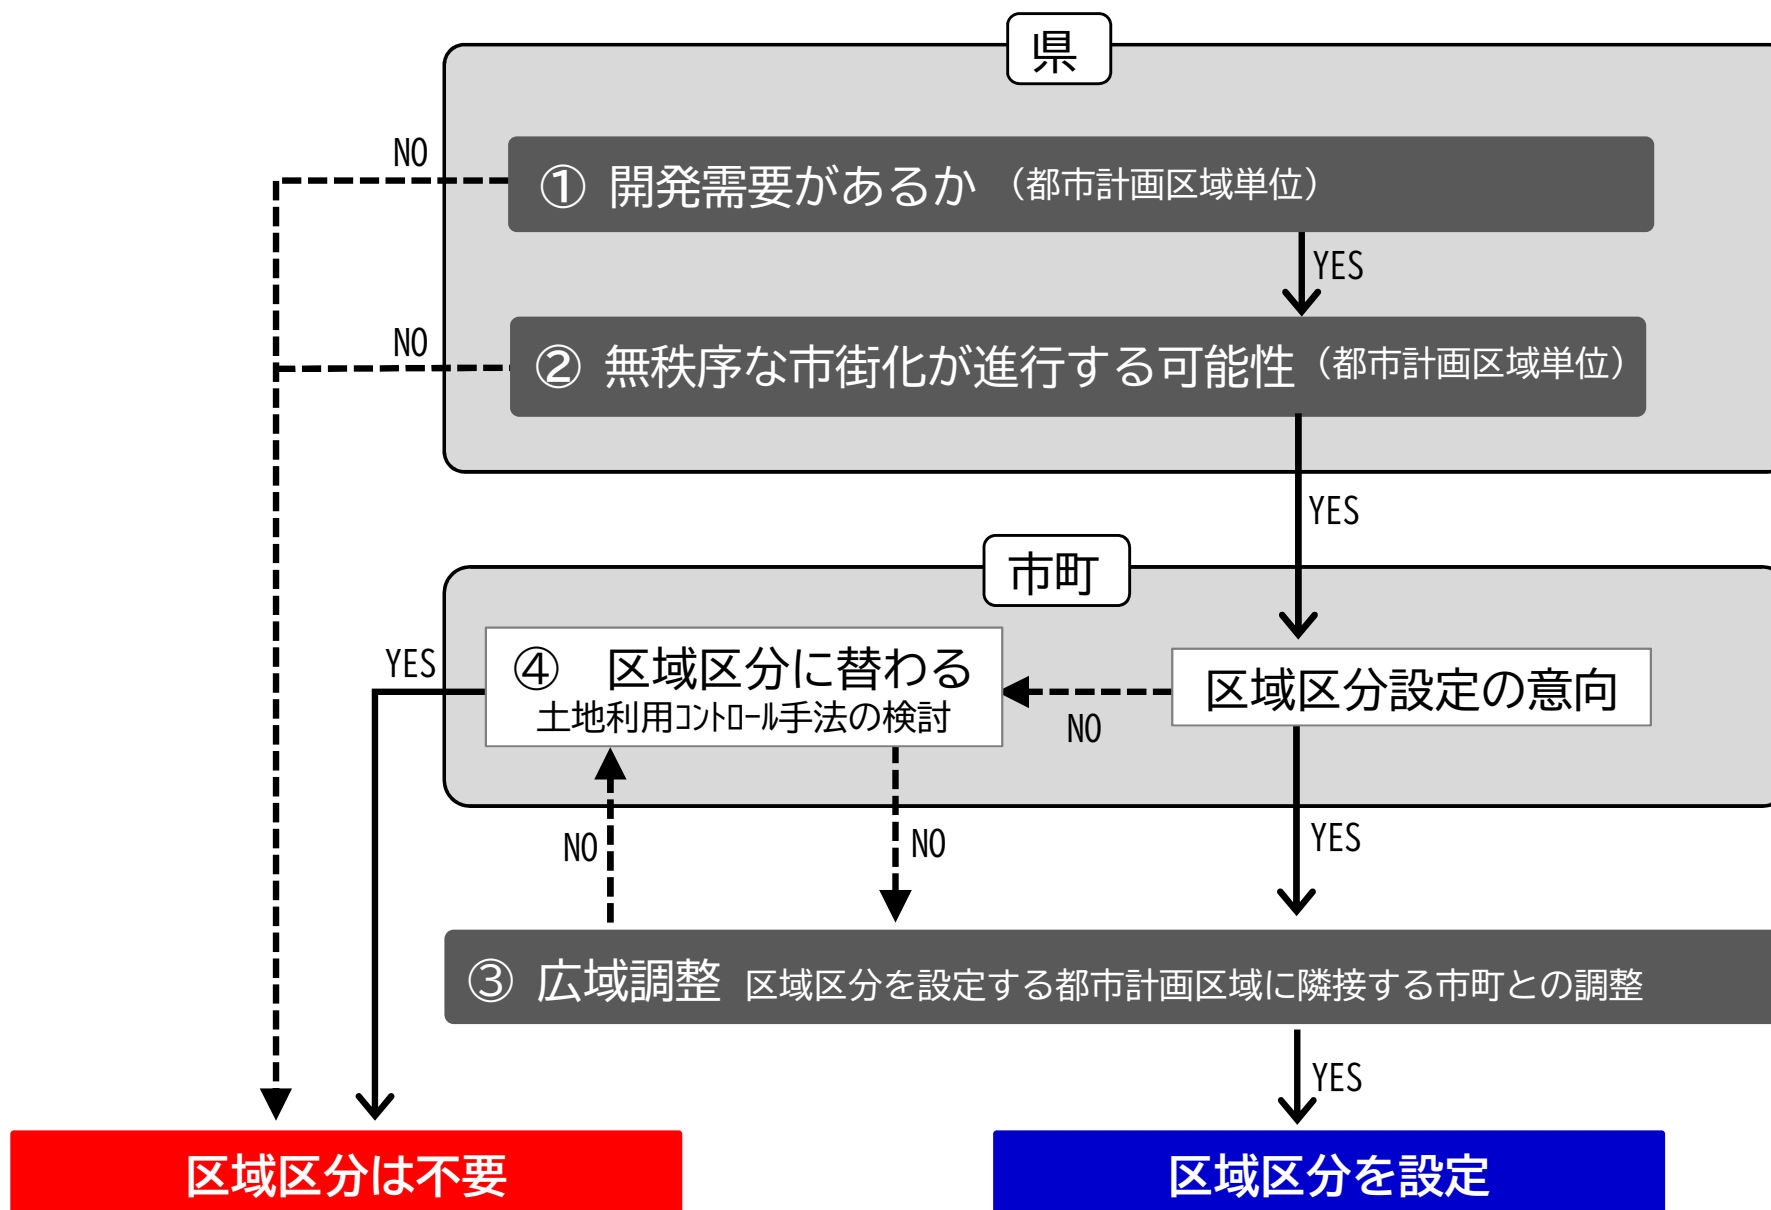 県
NO
① 開発需要があるか （都市計画区域単位）
YES
NO
② 無秩序な市街化が進行する可能性（都市計画区域単位）
YES
市町
YES
④ 区域区分に替わる
土地利用ｺﾝﾄﾛｰﾙ手法の検討
NO
区域区分設定の意向
NO
NO
YES
③ 広域調整 区域区分を設定する都市計画区域に隣接する市町との調整
YES
区域区分は不要
区域区分を設定